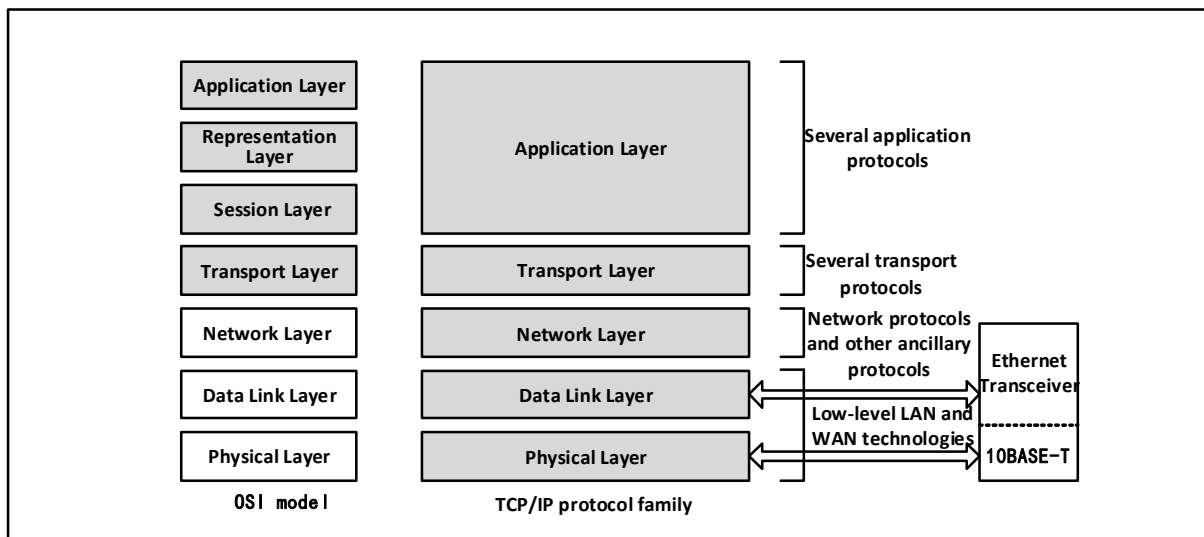 Application Layer
Representation
Layer
Session Layer
Transport Layer
Network Layer
Data Link Layer
Physical Layer
OSI model
Application Layer
Transport Layer
Network Layer
Data Link Layer
Physical Layer
TCP/IP protocol family
Several application
protocols
Several transport
protocols
Network protocols
and other ancillary
protocols
Low-level LAN and
WAN technologies
Ethernet
Transceiver
10BASE-T